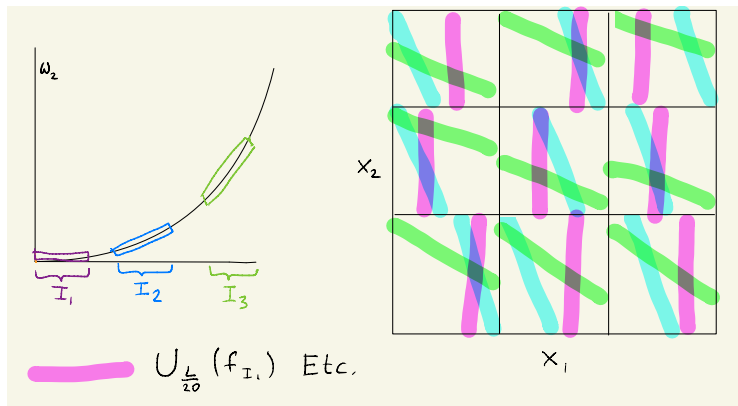 ω₂
I₁ I₂ I₃
X₂
X₁
U_{L/20} (f_{I₁}) Etc.